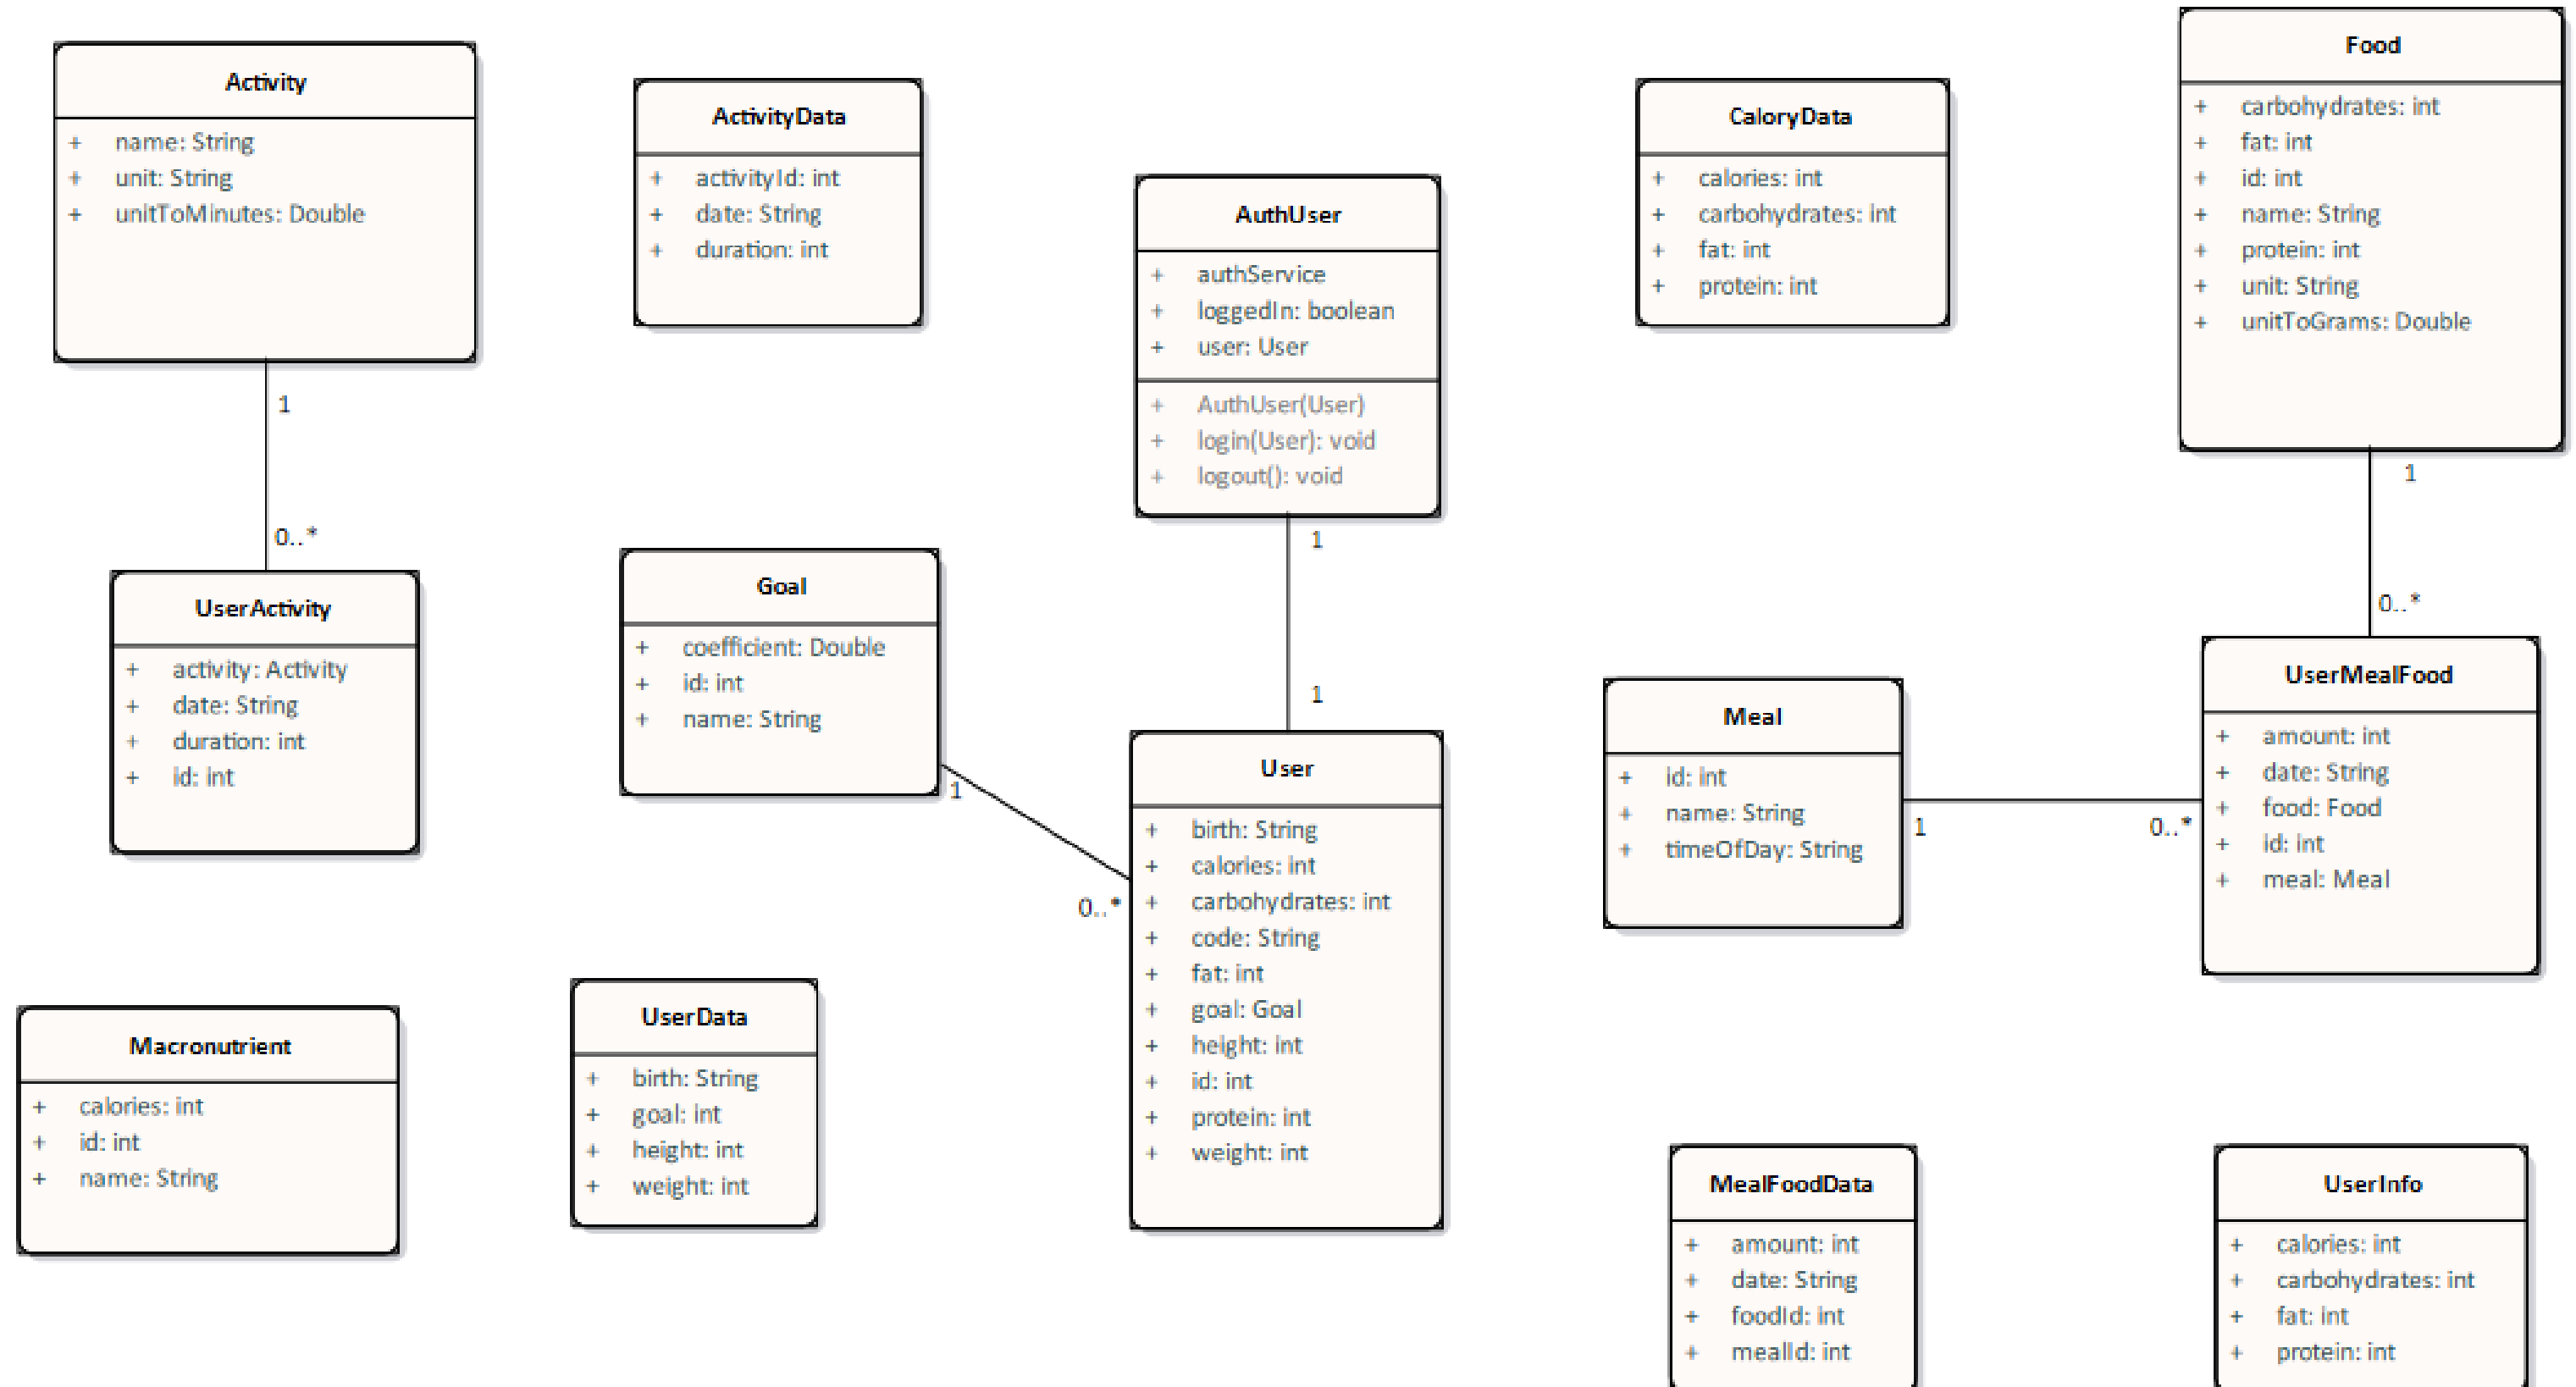 Activity
+ name: String
+ unit: String
+ unitToMinutes: Double
1
0..*
UserActivity
+ activity: Activity
+ date: String
+ duration: int
+ id: int
Macronutrient
+ calories: int
+ id: int
+ name: String
ActivityData
+ activityId: int
+ date: String
+ duration: int
Goal
+ coefficient: Double
+ id: int
+ name: String
1
0..*
UserData
+ birth: String
+ goal: int
+ height: int
+ weight: int
AuthUser
+ authService
+ loggedIn: boolean
+ user: User
+ AuthUser(User)
+ login(User): void
+ logout(): void
1
1
User
+ birth: String
+ calories: int
+ carbohydrates: int
+ code: String
+ fat: int
+ goal: Goal
+ height: int
+ id: int
+ protein: int
+ weight: int
CaloryData
+ calories: int
+ carbohydrates: int
+ fat: int
+ protein: int
Meal
+ id: int
+ name: String
+ timeOfDay: String
1
0..*
MealFoodData
+ amount: int
+ date: String
+ foodId: int
+ mealId: int
Food
+ carbohydrates: int
+ fat: int
+ id: int
+ name: String
+ protein: int
+ unit: String
+ unitToGrams: Double
1
0..*
UserMealFood
+ amount: int
+ date: String
+ food: Food
+ id: int
+ meal: Meal
UserInfo
+ calories: int
+ carbohydrates: int
+ fat: int
+ protein: int